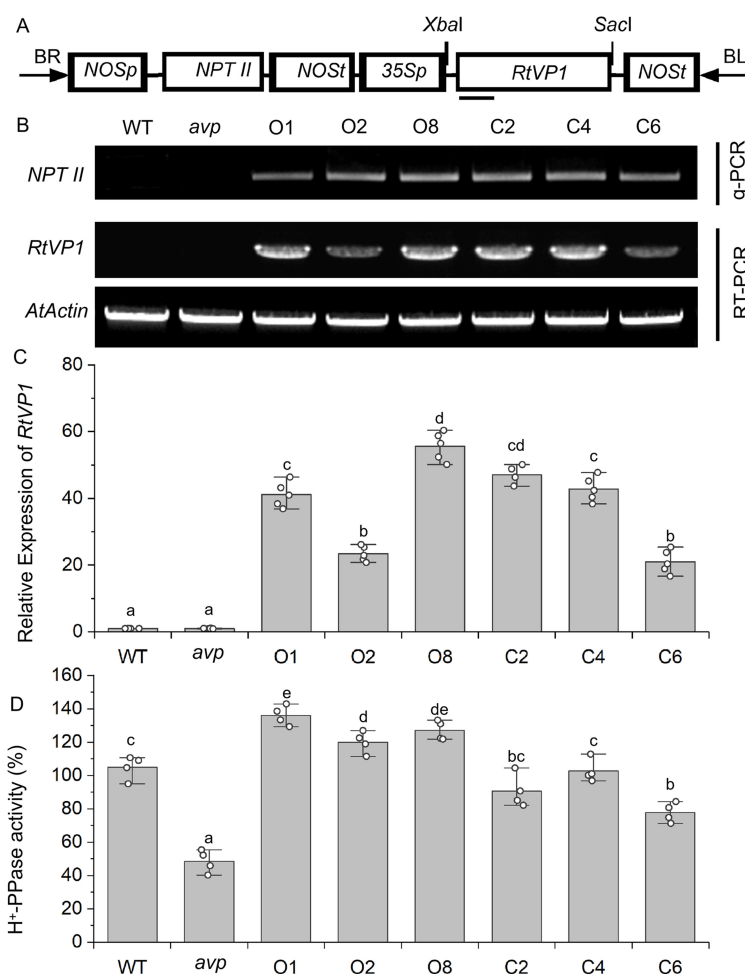 A
XbaI
SacI
BR
NOSp
NPT II
NOSt
35Sp
RtVP1
NOSt
BL
B
WT
avp
O1
O2
O8
C2
C4
C6
NPT II
q-PCR
RtVP1
AtActin
RT-PCR
C
Relative Expression of RtVP1
80
60
40
20
0
a
a
c
b
d
cd
c
b
WT
avp
O1
O2
O8
C2
C4
C6
D
H+-PPase activity (%)
160
140
120
100
80
60
40
20
0
c
a
e
d
de
bc
c
b
WT
avp
O1
O2
O8
C2
C4
C6